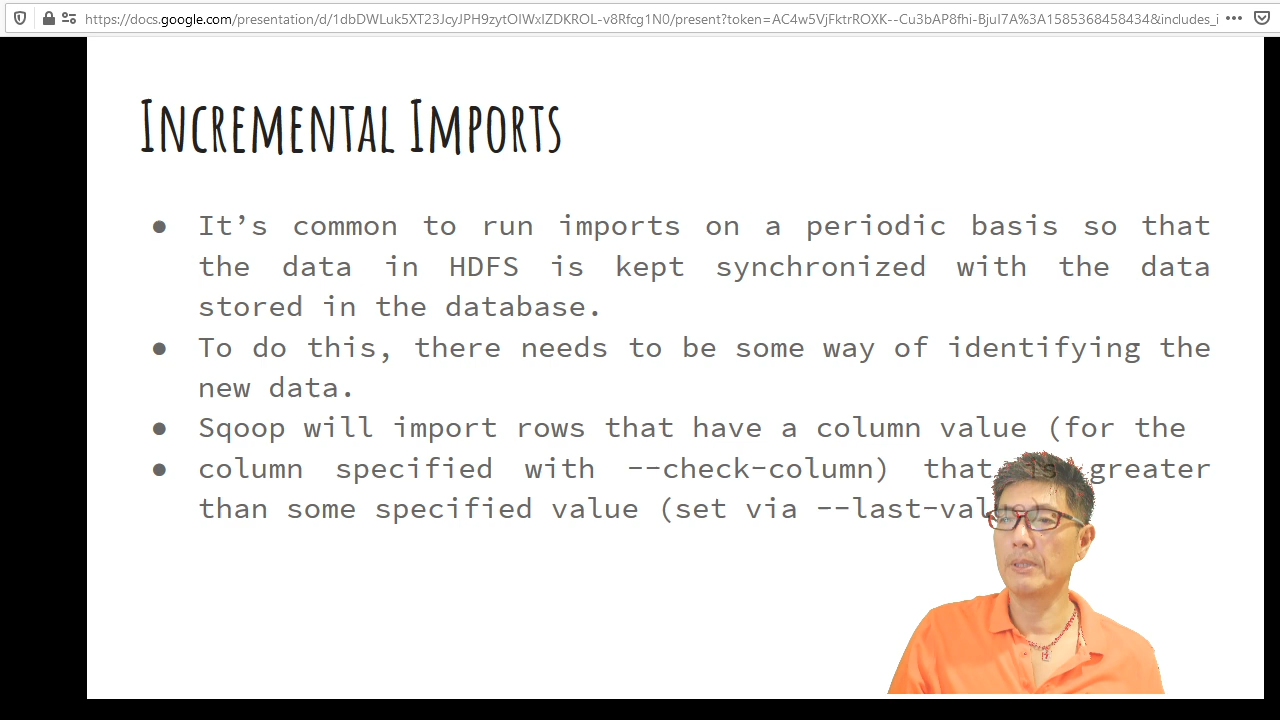 https://docs.google.com/presentation/d/1dbDWLuk5XT23JcyJPH9zytOIWxIZDKROL-v8Rfcg1N0/present?token=AC4w5VjFktrROXK--Cu3bAP8fhi-BjuI7A%3A1585368458434&includes_i
Incremental Imports
● It’s common to run imports on a periodic basis so that
the data in HDFS is kept synchronized with the data
stored in the database.
● To do this, there needs to be some way of identifying the
new data.
● Sqoop will import rows that have a column value (for the
● column specified with --check-column) that is greater
than some specified value (set via